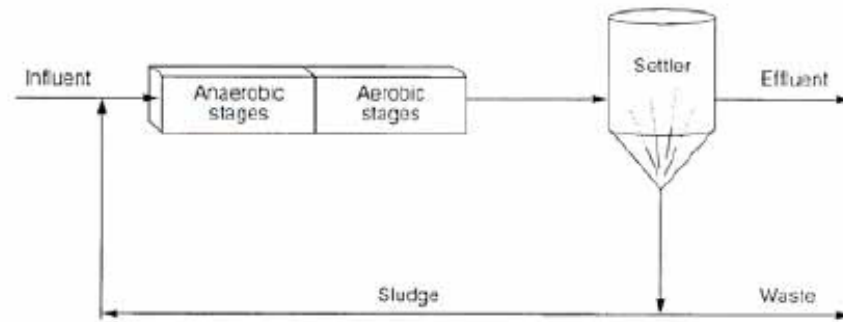 Influent
Anaerobic
stages
Aerobic
stages
Settler
Effluent
Sludge
Waste